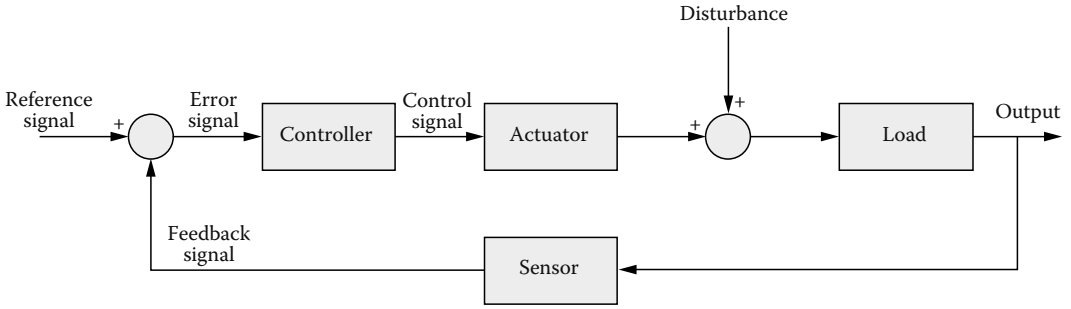 Disturbance
Reference
signal
+
Error
signal
Controller
Control
signal
Actuator
+
+
Load
Output
Feedback
signal
Sensor